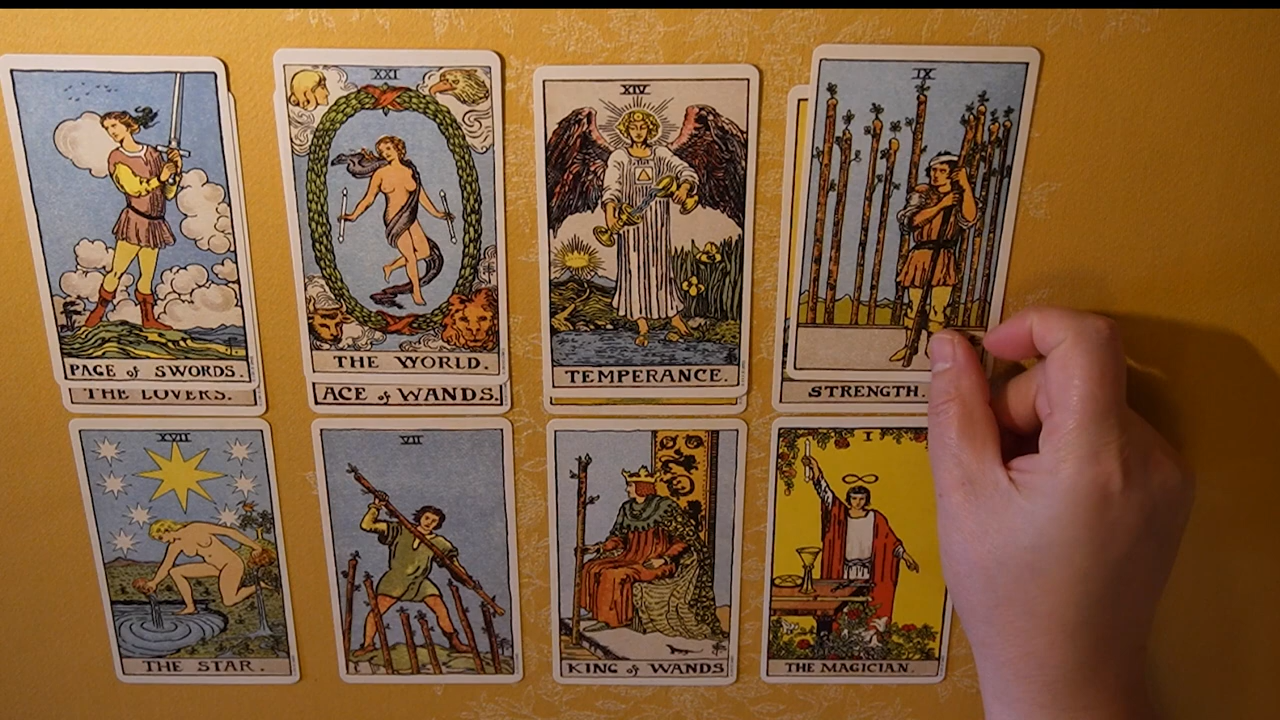 XXI
XIV
IX
PAGE of SWORDS.
THE WORLD.
TEMPERANCE.
THE LOVERS.
ACE of WANDS.
STRENGTH.
XVII
VII
I
THE STAR.
KING of WANDS
THE MAGICIAN.